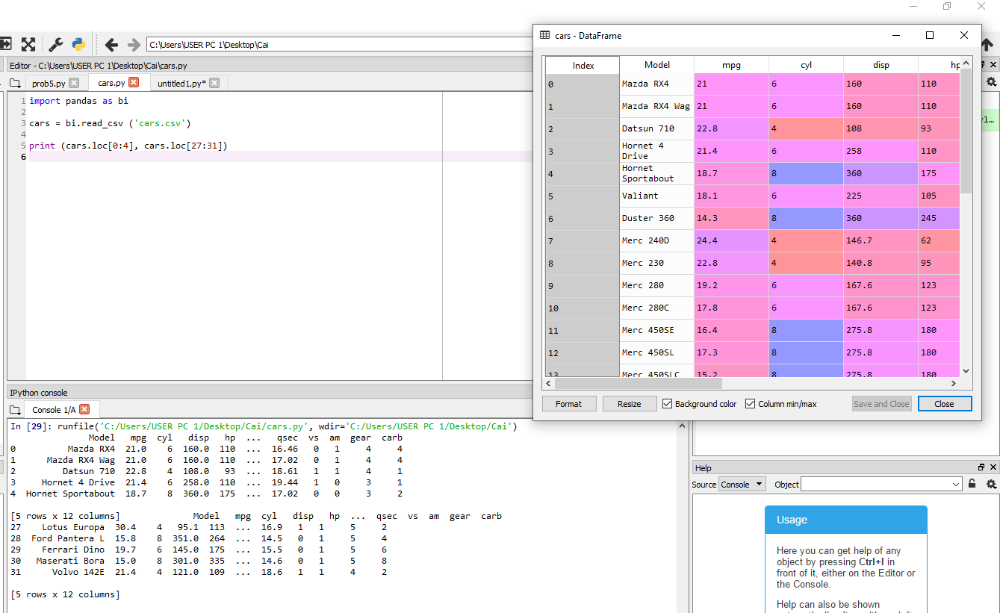 C:\Users\USER PC 1\Desktop\Cai
Editor - C:\Users\USER PC 1\Desktop\Cai\cars.py
prob5.py cars.py untitled1.py*
1 import pandas as bi
2
3 cars = bi.read_csv ('cars.csv')
4
5 print (cars.loc[0:4], cars.loc[27:31])
6
cars - DataFrame
Index Model mpg cyl disp hp
0 Mazda RX4 21 6 160 110
1 Mazda RX4 Wag 21 6 160 110
2 Datsun 710 22.8 4 108 93
3 Hornet 4 Drive 21.4 6 258 110
4 Hornet Sportabout 18.7 8 360 175
5 Valiant 18.1 6 225 105
6 Duster 360 14.3 8 360 245
7 Merc 240D 24.4 4 146.7 62
8 Merc 230 22.8 4 140.8 95
9 Merc 280 19.2 6 167.6 123
10 Merc 280C 17.8 6 167.6 123
11 Merc 450SE 16.4 8 275.8 180
12 Merc 450SL 17.3 8 275.8 180
13 Merc 450SLC 15.2 8 275.8 180
Format Resize Background color Column min/max Save and Close Close
IPython console
Console 1/A
In [29]: runfile('C:/Users/USER PC 1/Desktop/Cai/cars.py', wdir='C:/Users/USER PC 1/Desktop/Cai')
Model mpg cyl disp hp ... qsec vs am gear carb
0 Mazda RX4 21.0 6 160.0 110 ... 16.46 0 1 4 4
1 Mazda RX4 Wag 21.0 6 160.0 110 ... 17.02 0 1 4 4
2 Datsun 710 22.8 4 108.0 93 ... 18.61 1 1 4 1
3 Hornet 4 Drive 21.4 6 258.0 110 ... 19.44 1 0 3 1
4 Hornet Sportabout 18.7 8 360.0 175 ... 17.02 0 0 3 2
[5 rows x 12 columns] Model mpg cyl disp hp ... qsec vs am gear carb
27 Lotus Europa 30.4 4 95.1 113 ... 16.9 1 1 5 2
28 Ford Pantera L 15.8 8 351.0 264 ... 14.5 0 1 5 4
29 Ferrari Dino 19.7 6 145.0 175 ... 15.5 0 1 5 6
30 Maserati Bora 15.0 8 301.0 335 ... 14.6 0 1 5 8
31 Volvo 142E 21.4 4 121.0 109 ... 18.6 1 1 4 2
[5 rows x 12 columns]
Help
Source Console Object
Usage
Here you can get help of any
object by pressing Ctrl+I in
front of it, either on the Editor or
the Console.
Help can also be shown